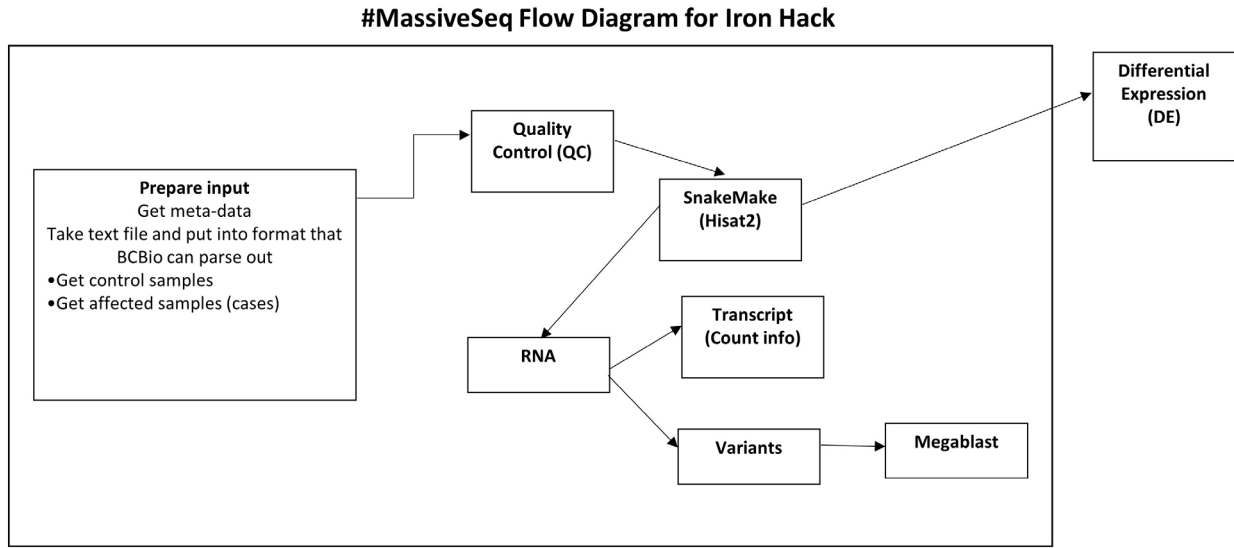 #MassiveSeq Flow Diagram for Iron Hack
Differential
Expression
(DE)
Quality
Control (QC)
Prepare input
Get meta-data
Take text file and put into format that
BCBio can parse out
•Get control samples
•Get affected samples (cases)
SnakeMake
(Hisat2)
Transcript
(Count info)
RNA
Variants
Megablast